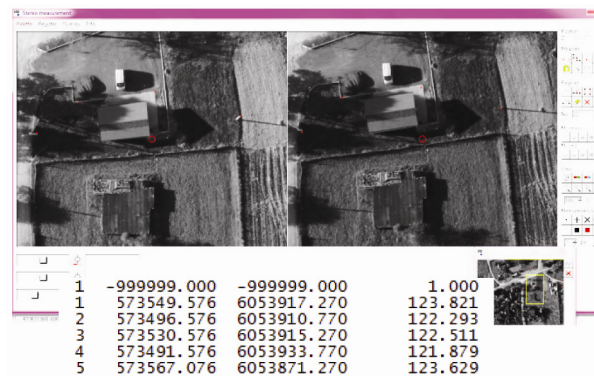 Stereo measurement
1 -999999.000 -999999.000 1.000
1 573549.576 6053917.270 123.821
2 573496.576 6053910.770 122.293
3 573530.576 6053915.270 122.511
4 573491.576 6053933.770 121.879
5 573567.076 6053871.270 123.629